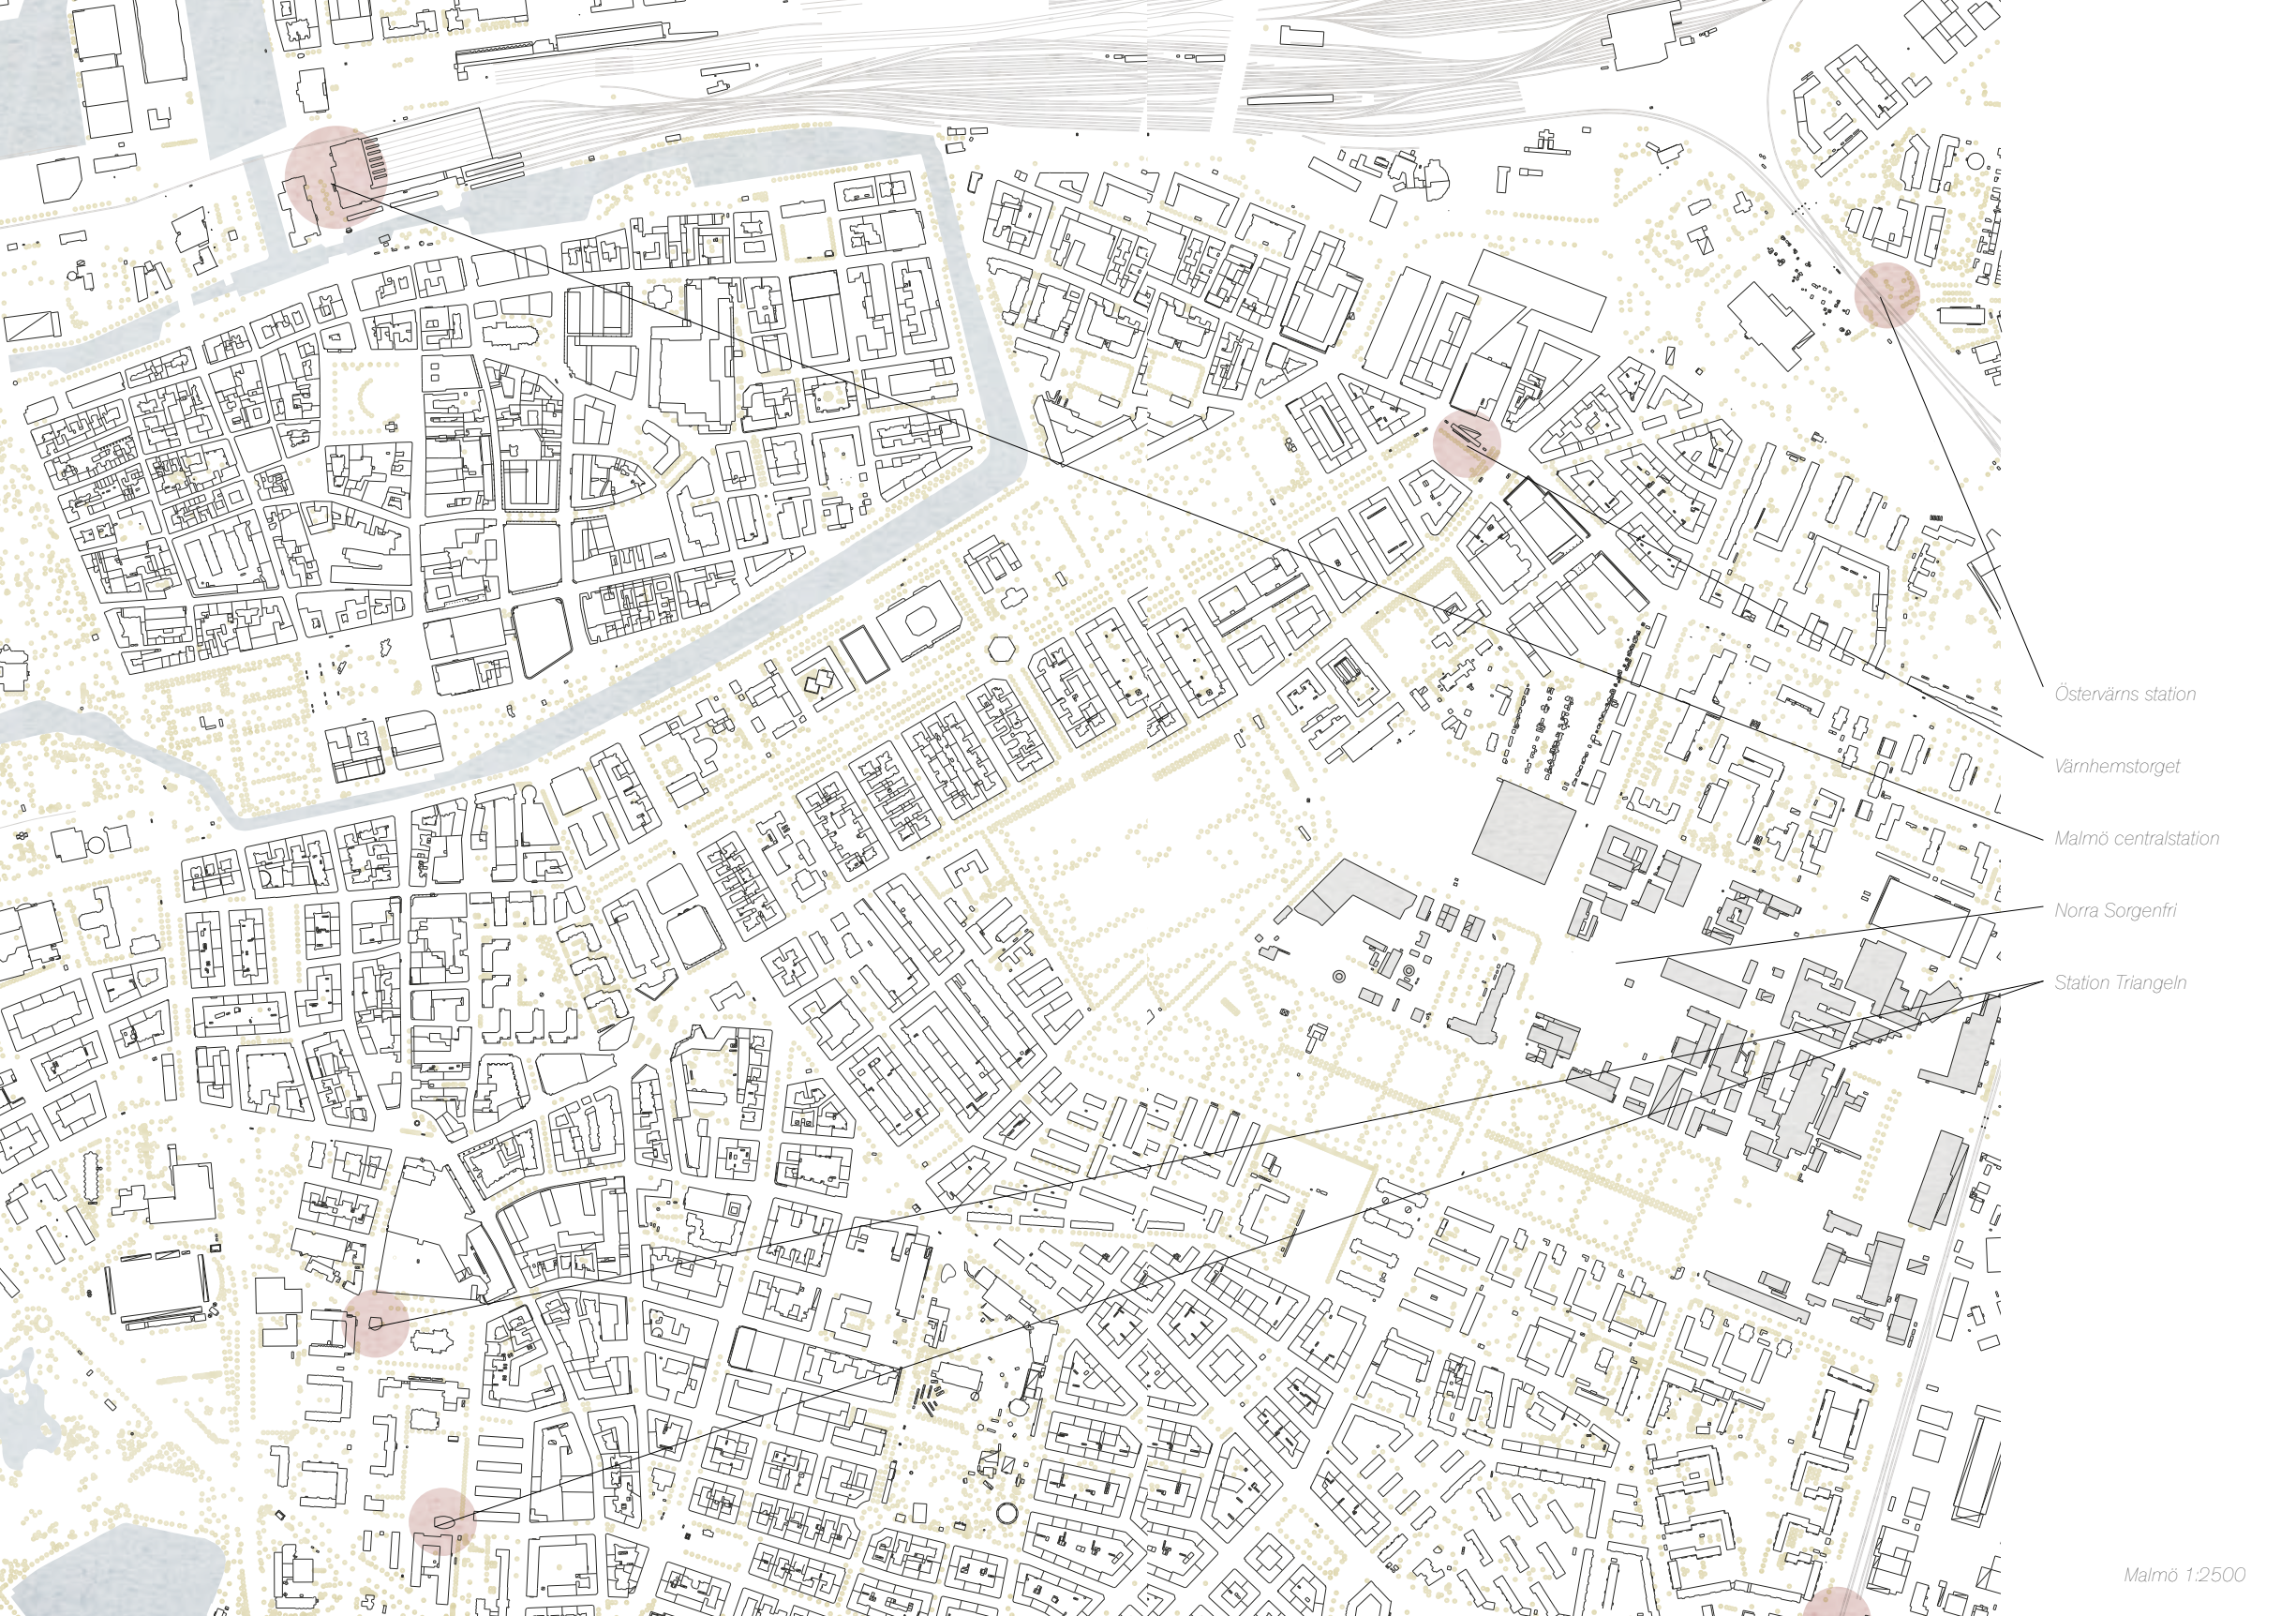 Östervärns station
Värnhemstorget
Malmö centralstation
Norra Sorgenfri
Station Triangeln
Malmö 1:2500